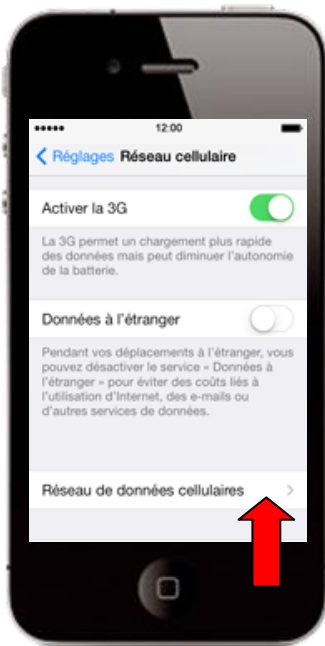 12:00
Réglages Réseau cellulaire
Activer la 3G
La 3G permet un chargement plus rapide
des données mais peut diminuer l'autonomie
de la batterie.
Données à l'étranger
Pendant vos déplacements à l'étranger, vous
pouvez désactiver le service « Données à
l'étranger » pour éviter des coûts liés à
l'utilisation d'Internet, des e-mails ou
d'autres services de données.
Réseau de données cellulaires